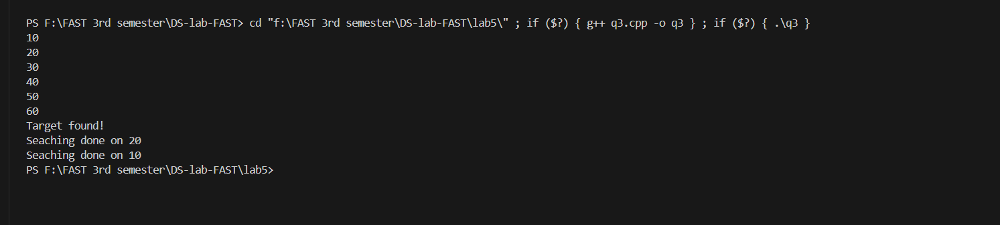 PS F:\FAST 3rd semester\DS-lab-FAST> cd "f:\FAST 3rd semester\DS-lab-FAST\lab5\" ; if ($?) { g++ q3.cpp -o q3 } ; if ($?) { .\q3 }
10
20
30
40
50
60
Target found!
Seaching done on 20
Seaching done on 10
PS F:\FAST 3rd semester\DS-lab-FAST\lab5>